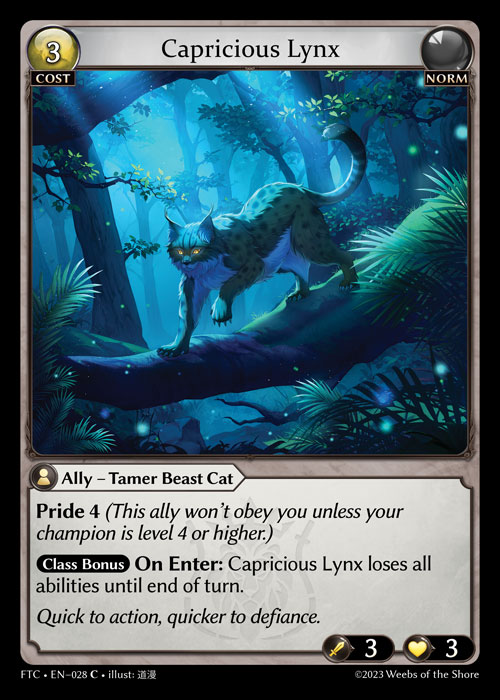 3
Capricious Lynx
COST
NORM
Ally – Tamer Beast Cat
Pride 4 (This ally won't obey you unless your
champion is level 4 or higher.)
Class Bonus On Enter: Capricious Lynx loses all
abilities until end of turn.
Quick to action, quicker to defiance.
3
3
FTC • EN–028 C • illust: 道漫
©2023 Weebs of the Shore